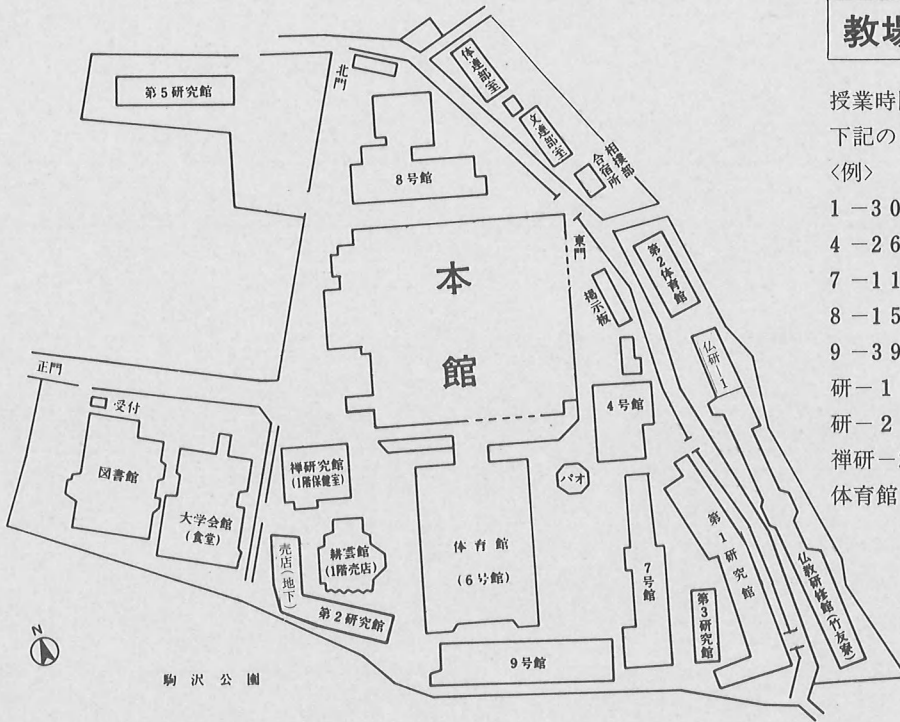 第5研究館
北門
体連部室
文連部室
相撲部
合宿所
8号館
本館
東門
掲示板
第2体育館
仏研－1
正門
受付
図書館
大学会館
(食堂)
禅研究館
(1階保健室)
耕雲館
(1階売店)
売店(地下)
第2研究館
体育館
(6号館)
4号館
パオ
7号館
第1研究館
第3研究館
仏教研修館(竹友寮)
9号館
N
駒沢公園
教場
授業時
下記の
〈例〉
1－30
4－26
7－11
8－15
9－39
研－1
研－2
禅研－
体育館